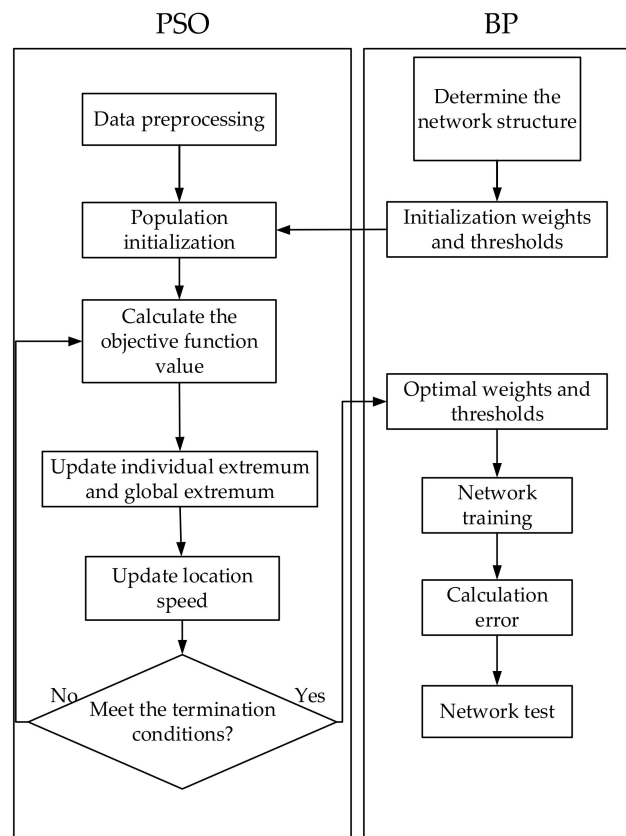 PSO
Data preprocessing
Population
initialization
Calculate the
objective function
value
Update individual extremum
and global extremum
Update location
speed
No
Yes
Meet the termination
conditions?
BP
Determine the
network structure
Initialization weights
and thresholds
Optimal weights and
thresholds
Network
training
Calculation
error
Network test